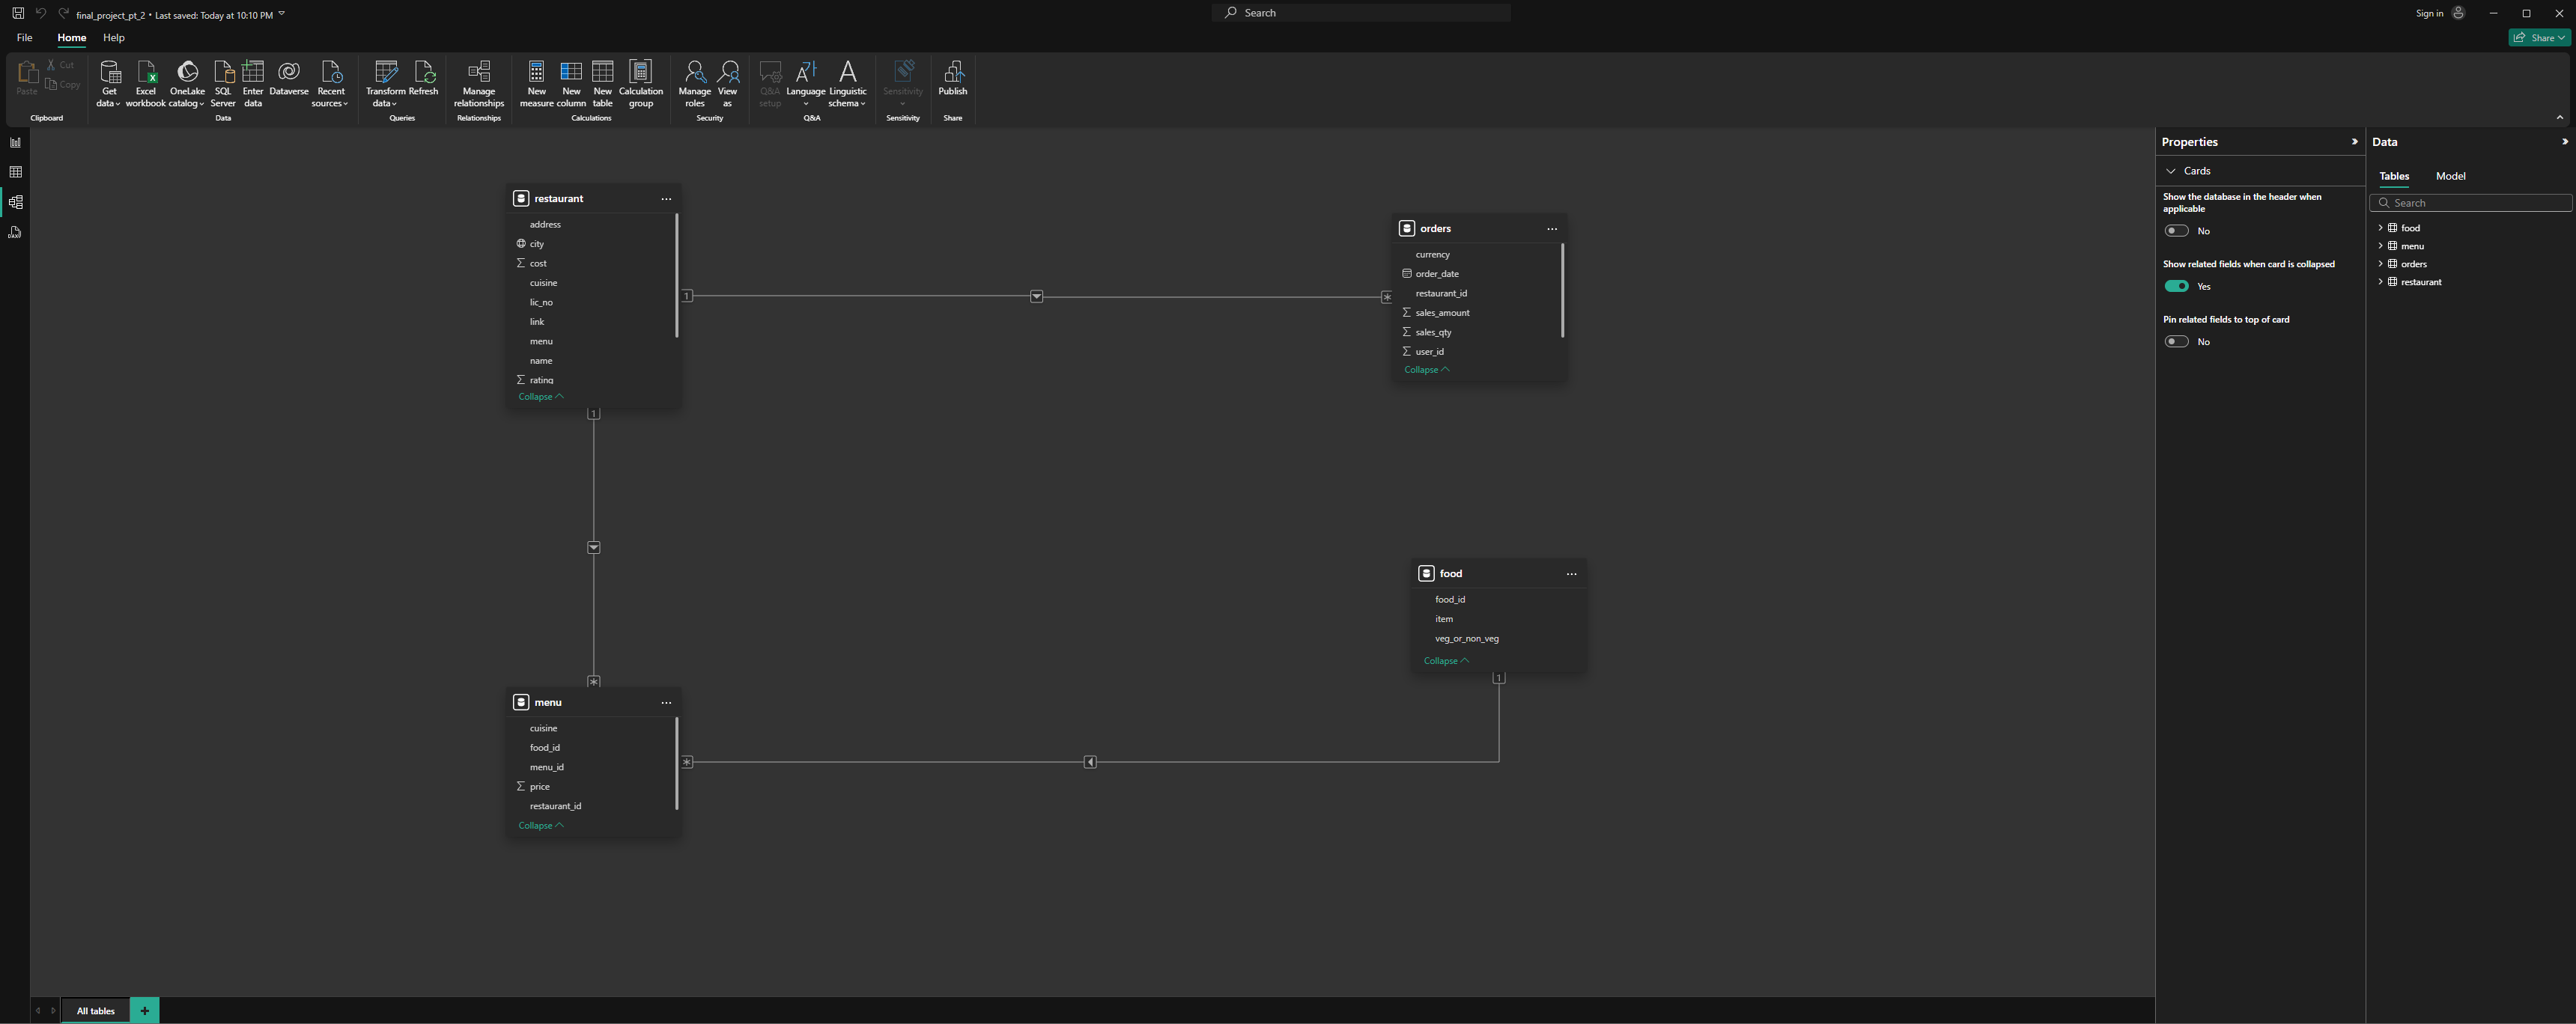 final_project_pt_2 • Last saved: Today at 10:10 PM
Search
Sign in
File
Home
Help
Share
Paste
Cut
Copy
Get data
Excel workbook
OneLake catalog
SQL Server
Enter data
Dataverse
Recent sources
Transform data
Refresh
Manage relationships
New measure
New column
New table
Calculation group
Manage roles
View as
Q&A setup
Language
Linguistic schema
Sensitivity
Publish
Clipboard
Data
Queries
Relationships
Calculations
Security
Q&A
Sensitivity
Share
restaurant
address
city
cost
cuisine
lic_no
link
menu
name
rating
Collapse
1
1
*
orders
currency
order_date
restaurant_id
sales_amount
sales_qty
user_id
Collapse
food
food_id
item
veg_or_non_veg
Collapse
1
*
menu
cuisine
food_id
menu_id
price
restaurant_id
Collapse
*
Properties
Cards
Show the database in the header when
applicable
No
Show related fields when card is collapsed
Yes
Pin related fields to top of card
No
Data
Tables
Model
Search
food
menu
orders
restaurant
All tables
+